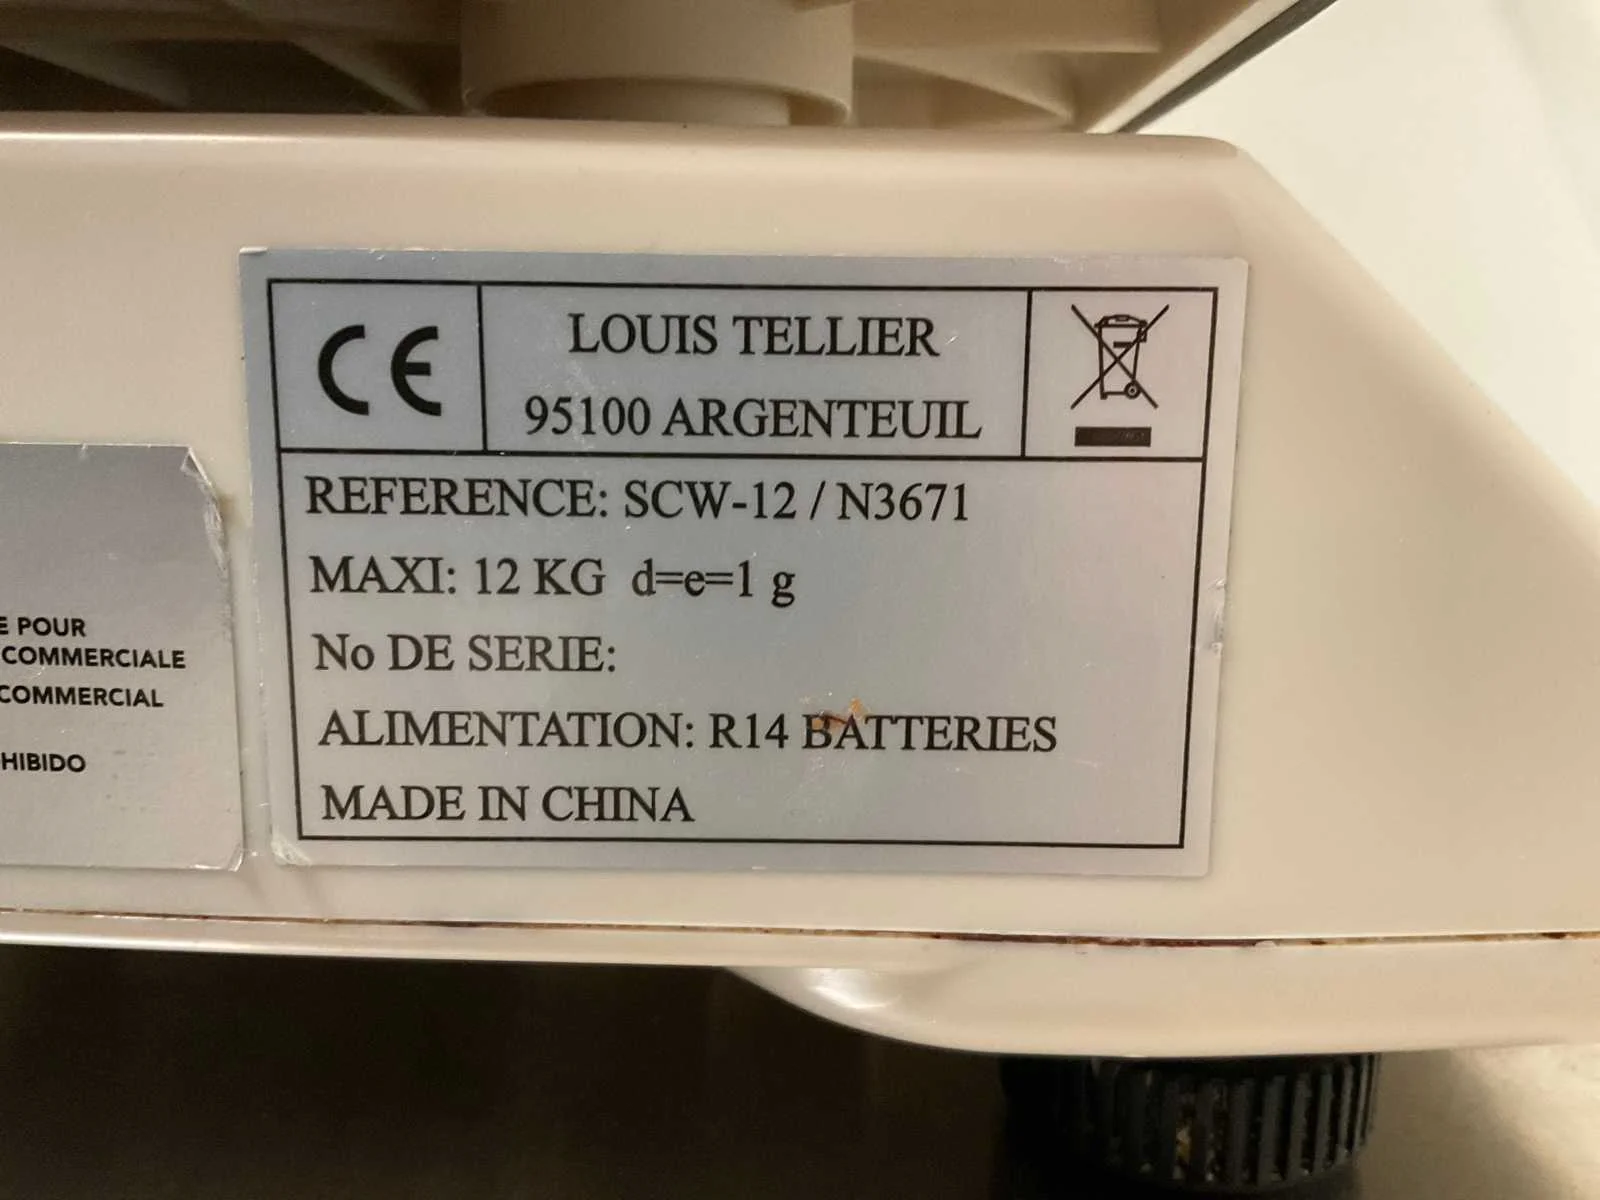 CE
LOUIS TELLIER
95100 ARGENTEUIL
REFERENCE: SCW-12 / N3671
MAXI: 12 KG d=e=1 g
No DE SERIE:
ALIMENTATION: R14 BATTERIES
MADE IN CHINA
E POUR
COMMERCIALE
COMMERCIAL
HIBIDO